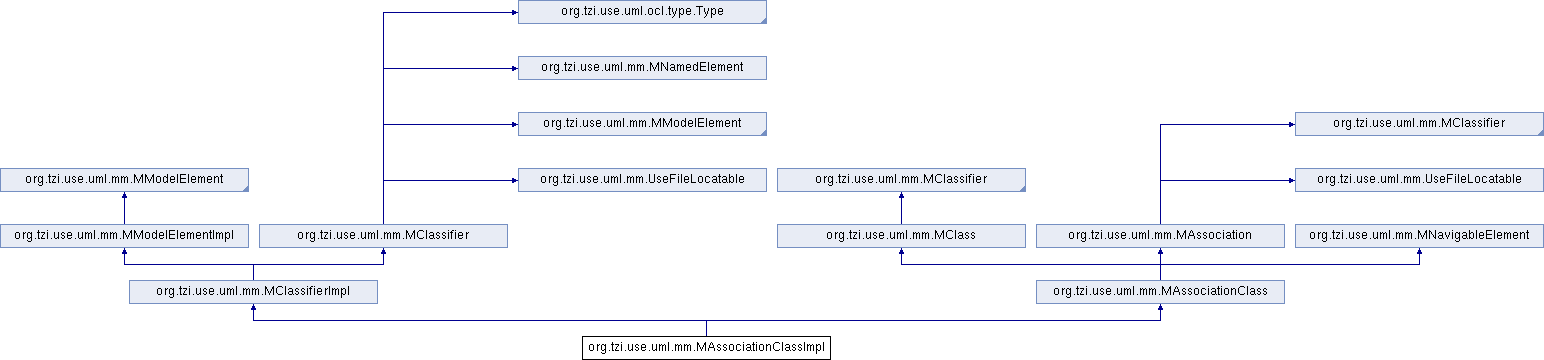 org.tzi.use.uml.ocl.type.Type
org.tzi.use.uml.mm.MNamedElement
org.tzi.use.uml.mm.MModelElement
org.tzi.use.uml.mm.MClassifier
org.tzi.use.uml.mm.MModelElement
org.tzi.use.uml.mm.UseFileLocatable
org.tzi.use.uml.mm.MClassifier
org.tzi.use.uml.mm.UseFileLocatable
org.tzi.use.uml.mm.MModelElementImpl
org.tzi.use.uml.mm.MClassifier
org.tzi.use.uml.mm.MClass
org.tzi.use.uml.mm.MAssociation
org.tzi.use.uml.mm.MNavigableElement
org.tzi.use.uml.mm.MClassifierImpl
org.tzi.use.uml.mm.MAssociationClass
org.tzi.use.uml.mm.MAssociationClassImpl